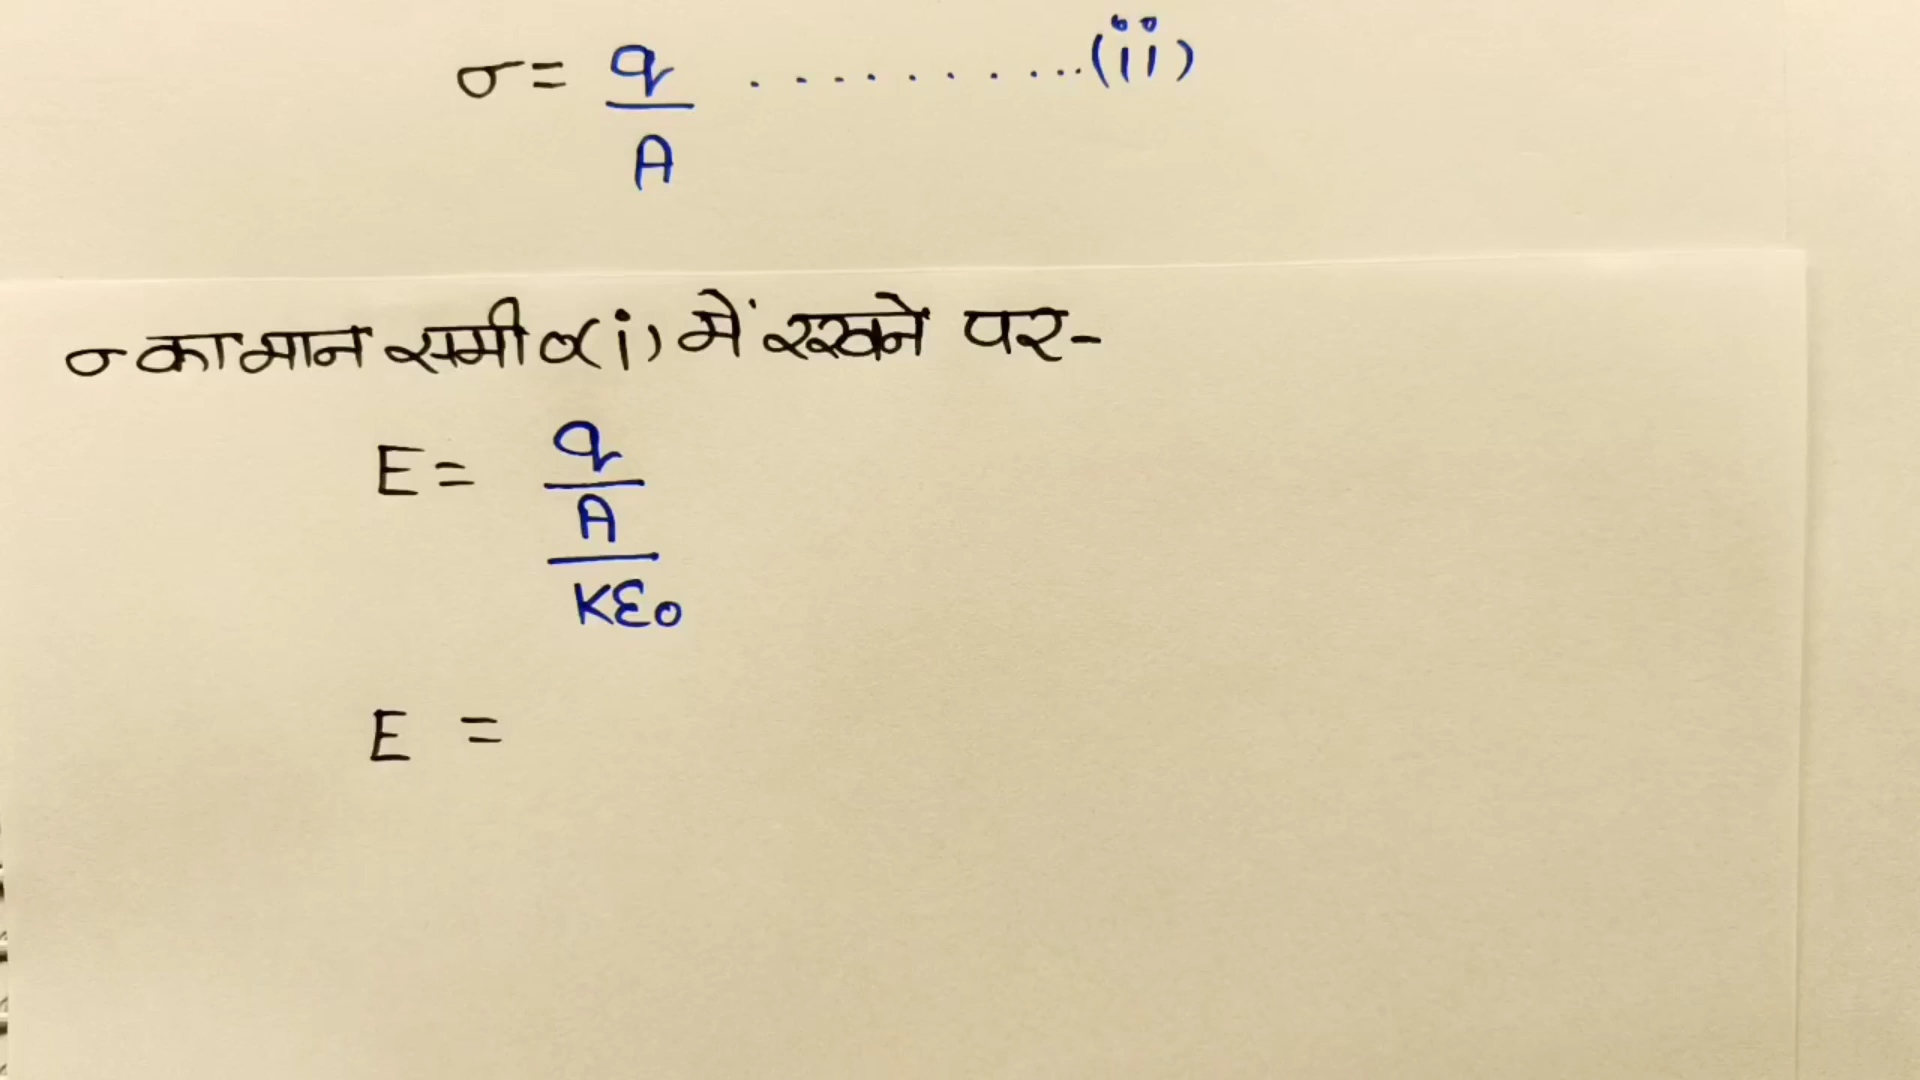 σ = q/A ...........(ii)
σ का मान समी०(i) में रखने पर-
E = q/A/Kε₀
E =